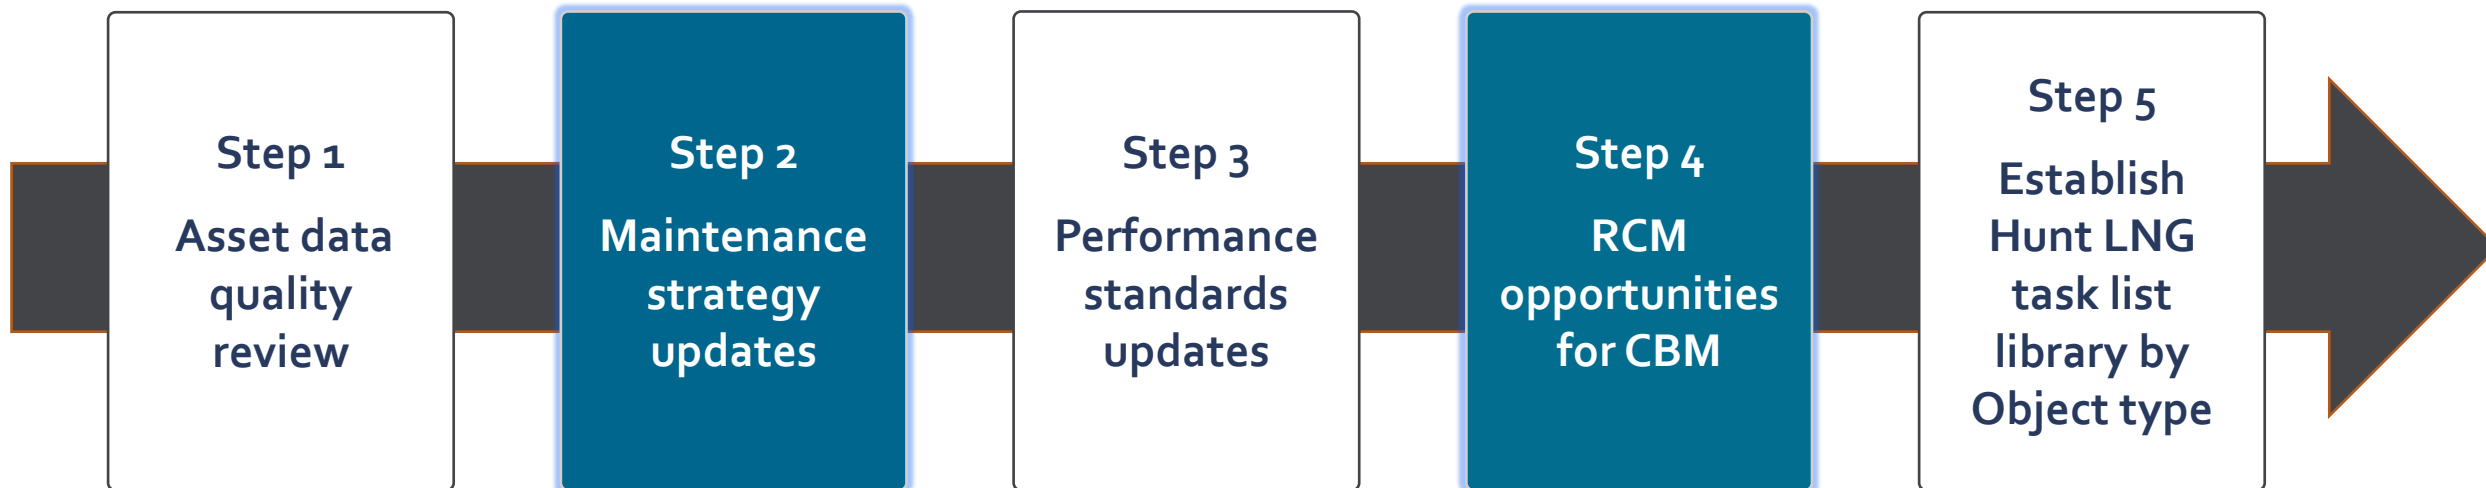 Step 1
Asset data
quality
review
Step 2
Maintenance
strategy
updates
Step 3
Performance
standards
updates
Step 4
RCM
opportunities
for CBM
Step 5
Establish
Hunt LNG
task list
library by
Object type